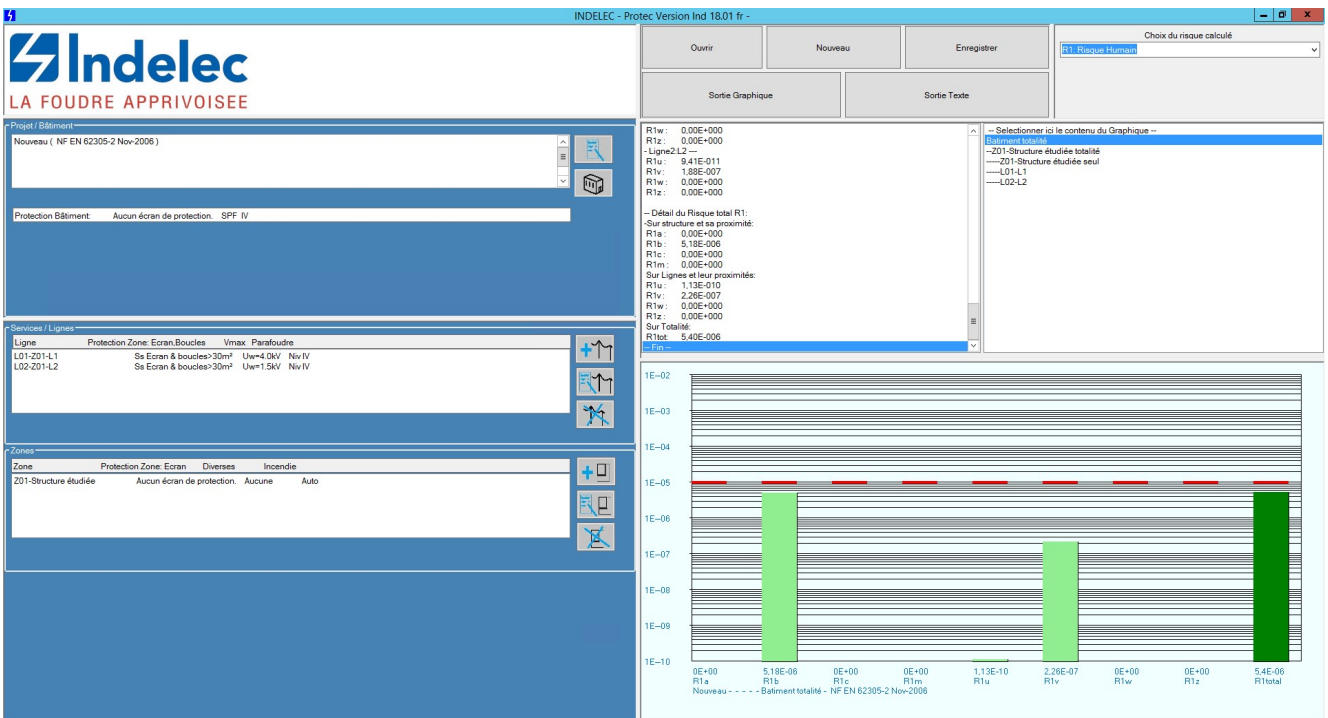 INDELEC - Protec Version Ind 18.01 fr -
Indelec
LA FOUDRE APPRIVOISEE
Ouvrir
Nouveau
Enregistrer
Choix du risque calculé
R1: Risque Humain
Sortie Graphique
Sortie Texte
Projet / Bâtiment
Nouveau ( NF EN 62305-2 Nov-2006 )
Protection Bâtiment: Aucun écran de protection. SPF IV
Services / Lignes
Ligne Protection Zone: Ecran,Boucles Vmax Parafoudre
L01-Z01-L1 Ss Ecran & boucles>30m² Uw=4.0kV Niv IV
L02-Z01-L2 Ss Ecran & boucles>30m² Uw=1.5kV Niv IV
Zones
Zone Protection Zone: Ecran Diverses Incendie
Z01-Structure étudiée Aucun écran de protection. Aucune Auto
R1w : 0,00E+000
R1z : 0,00E+000
- Ligne2:L2 ---
R1u : 9,41E-011
R1v : 1,88E-007
R1w : 0,00E+000
R1z : 0,00E+000
-- Détail du Risque total R1:
-Sur structure et sa proximité:
R1a : 0,00E+000
R1b : 5,18E-006
R1c : 0,00E+000
R1m : 0,00E+000
Sur Lignes et leur proximités:
R1u : 1,13E-010
R1v : 2,26E-007
R1w : 0,00E+000
R1z : 0,00E+000
Sur Totalité:
R1tot: 5,40E-006
-- Fin --
-- Selectionner ici le contenu du Graphique --
Batiment totalité
--Z01-Structure étudiée totalité
-----Z01-Structure étudiée seul
-----L01-L1
-----L02-L2
1E-02
1E-03
1E-04
1E-05
1E-06
1E-07
1E-08
1E-09
1E-10
0E+00 5,18E-06 0E+00 0E+00 1,13E-10 2,26E-07 0E+00 0E+00 5,4E-06
R1a R1b R1c R1m R1u R1v R1w R1z R1total
Nouveau - - - - - Batiment totalité - NF EN 62305-2 Nov-2006